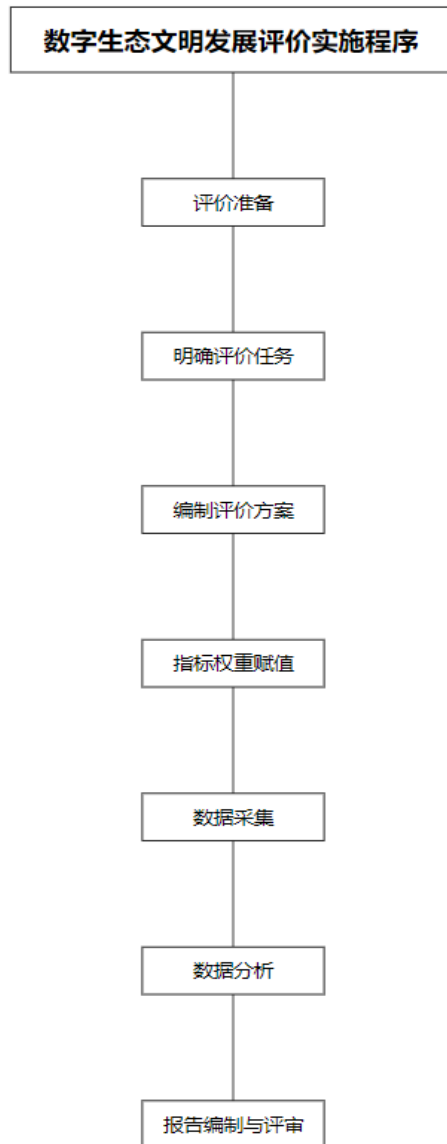 数字生态文明发展评价实施程序
评价准备
明确评价任务
编制评价方案
指标权重赋值
数据采集
数据分析
报告编制与评审